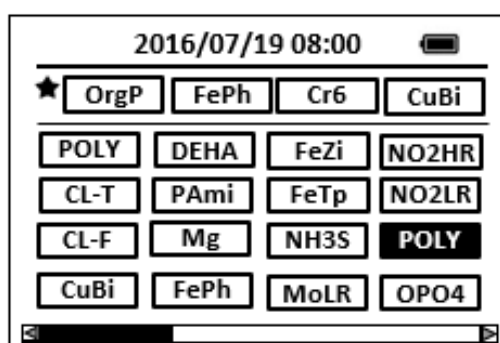 2016/07/19 08:00
OrgP FePh Cr6 CuBi
POLY DEHA FeZi NO2HR
CL-T PAmi FeTp NO2LR
CL-F Mg NH3S POLY
CuBi FePh MoLR OPO4